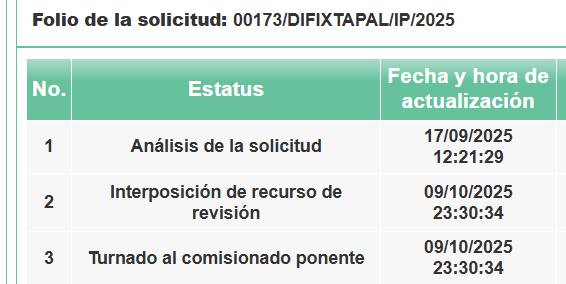 Folio de la solicitud: 00173/DIFIXTAPAL/IP/2025
No. Estatus Fecha y hora de
actualización
1 Análisis de la solicitud 17/09/2025
12:21:29
2 Interposición de recurso de
revisión 09/10/2025
23:30:34
3 Turnado al comisionado ponente 09/10/2025
23:30:34